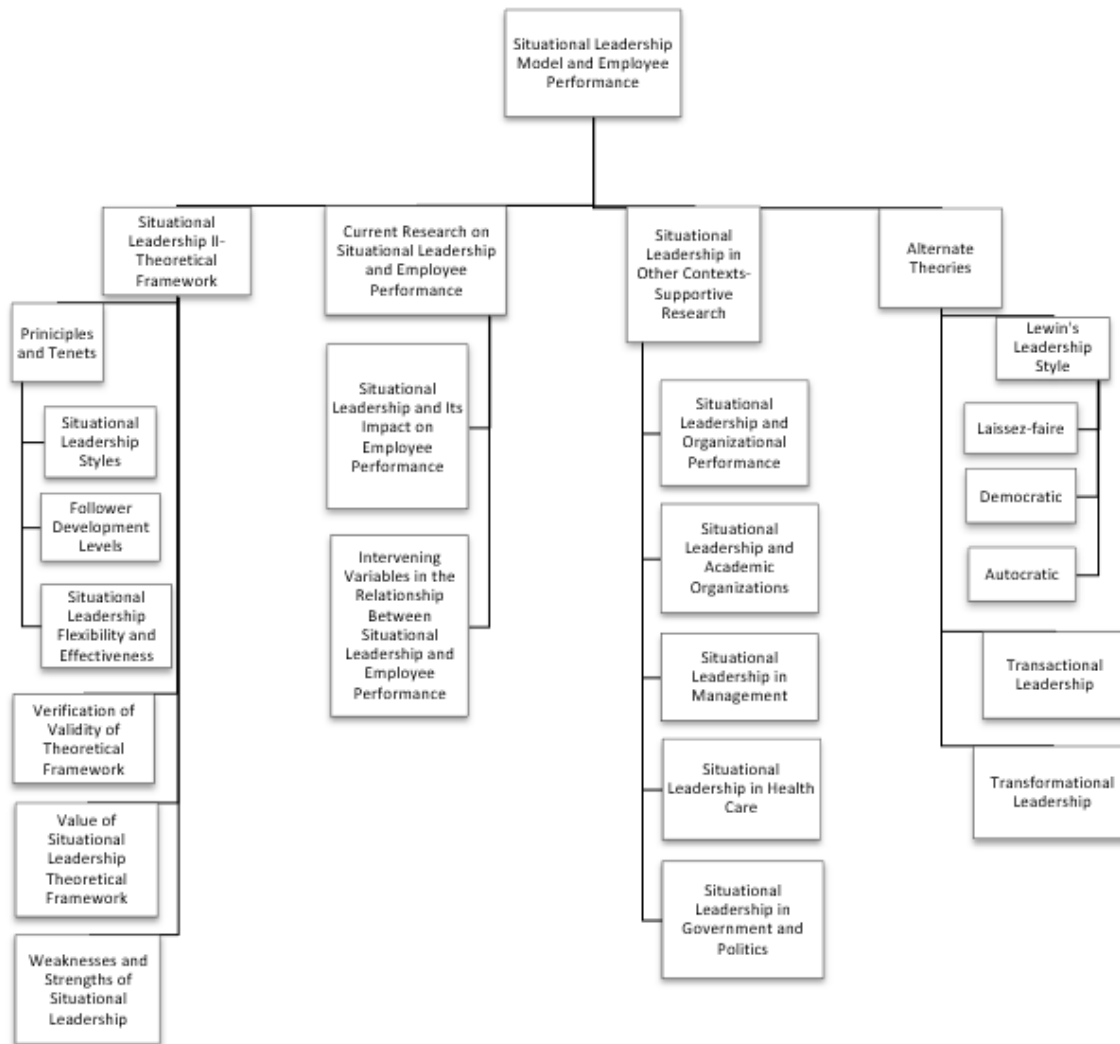 Situational Leadership
Model and Employee
Performance
Situational
Leadership II-
Theoretical
Framework
Priniciples
and Tenets
Situational
Leadership
Styles
Follower
Development
Levels
Situational
Leadership
Flexibility and
Effectiveness
Verification of
Validity of
Theoretical
Framework
Value of
Situational
Leadership
Theoretical
Framework
Weaknesses and
Strengths of
Situational
Leadership
Current Research on
Situational Leadership
and Employee
Performance
Situational
Leadership and Its
Impact on
Employee
Performance
Intervening
Variables in the
Relationship
Between
Situational
Leadership and
Employee
Performance
Situational
Leadership in
Other Contexts-
Supportive
Research
Situational
Leadership and
Organizational
Performance
Situational
Leadership and
Academic
Organizations
Situational
Leadership in
Management
Situational
Leadership in Health
Care
Situational
Leadership in
Government and
Politics
Alternate
Theories
Lewin's
Leadership
Style
Laissez-faire
Democratic
Autocratic
Transactional
Leadership
Transformational
Leadership